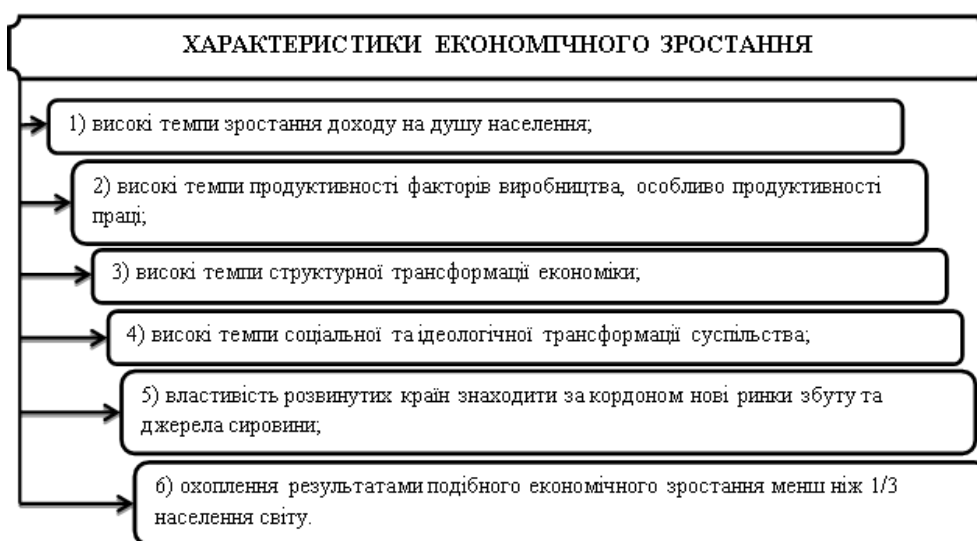 ХАРАКТЕРИСТИКИ ЕКОНОМІЧНОГО ЗРОСТАННЯ
1) високі темпи зростання доходу на душу населення;
2) високі темпи продуктивності факторів виробництва, особливо продуктивності
праці;
3) високі темпи структурної трансформації економіки;
4) високі темпи соціальної та ідеологічної трансформації суспільства;
5) властивість розвинутих країн знаходити за кордоном нові ринки збуту та
джерела сировини;
6) охоплення результатами подібного економічного зростання менш ніж 1/3
населення світу.